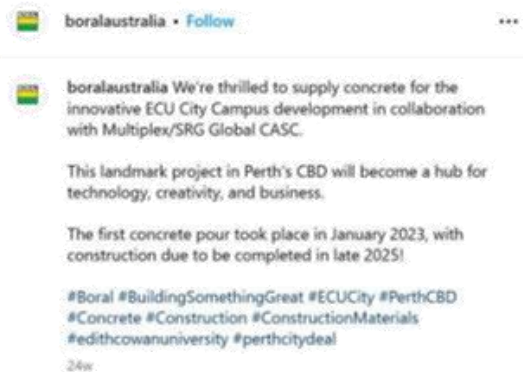 boralaustralia • Follow
boralaustralia We're thrilled to supply concrete for the
innovative ECU City Campus development in collaboration
with Multiplex/SRG Global CASC.
This landmark project in Perth's CBD will become a hub for
technology, creativity, and business.
The first concrete pour took place in January 2023, with
construction due to be completed in late 2025!
#Boral #BuildingSomethingGreat #ECUCity #PerthCBD
#Concrete #Construction #ConstructionMaterials
#edithcowanuniversity #perthcitydeal
24w